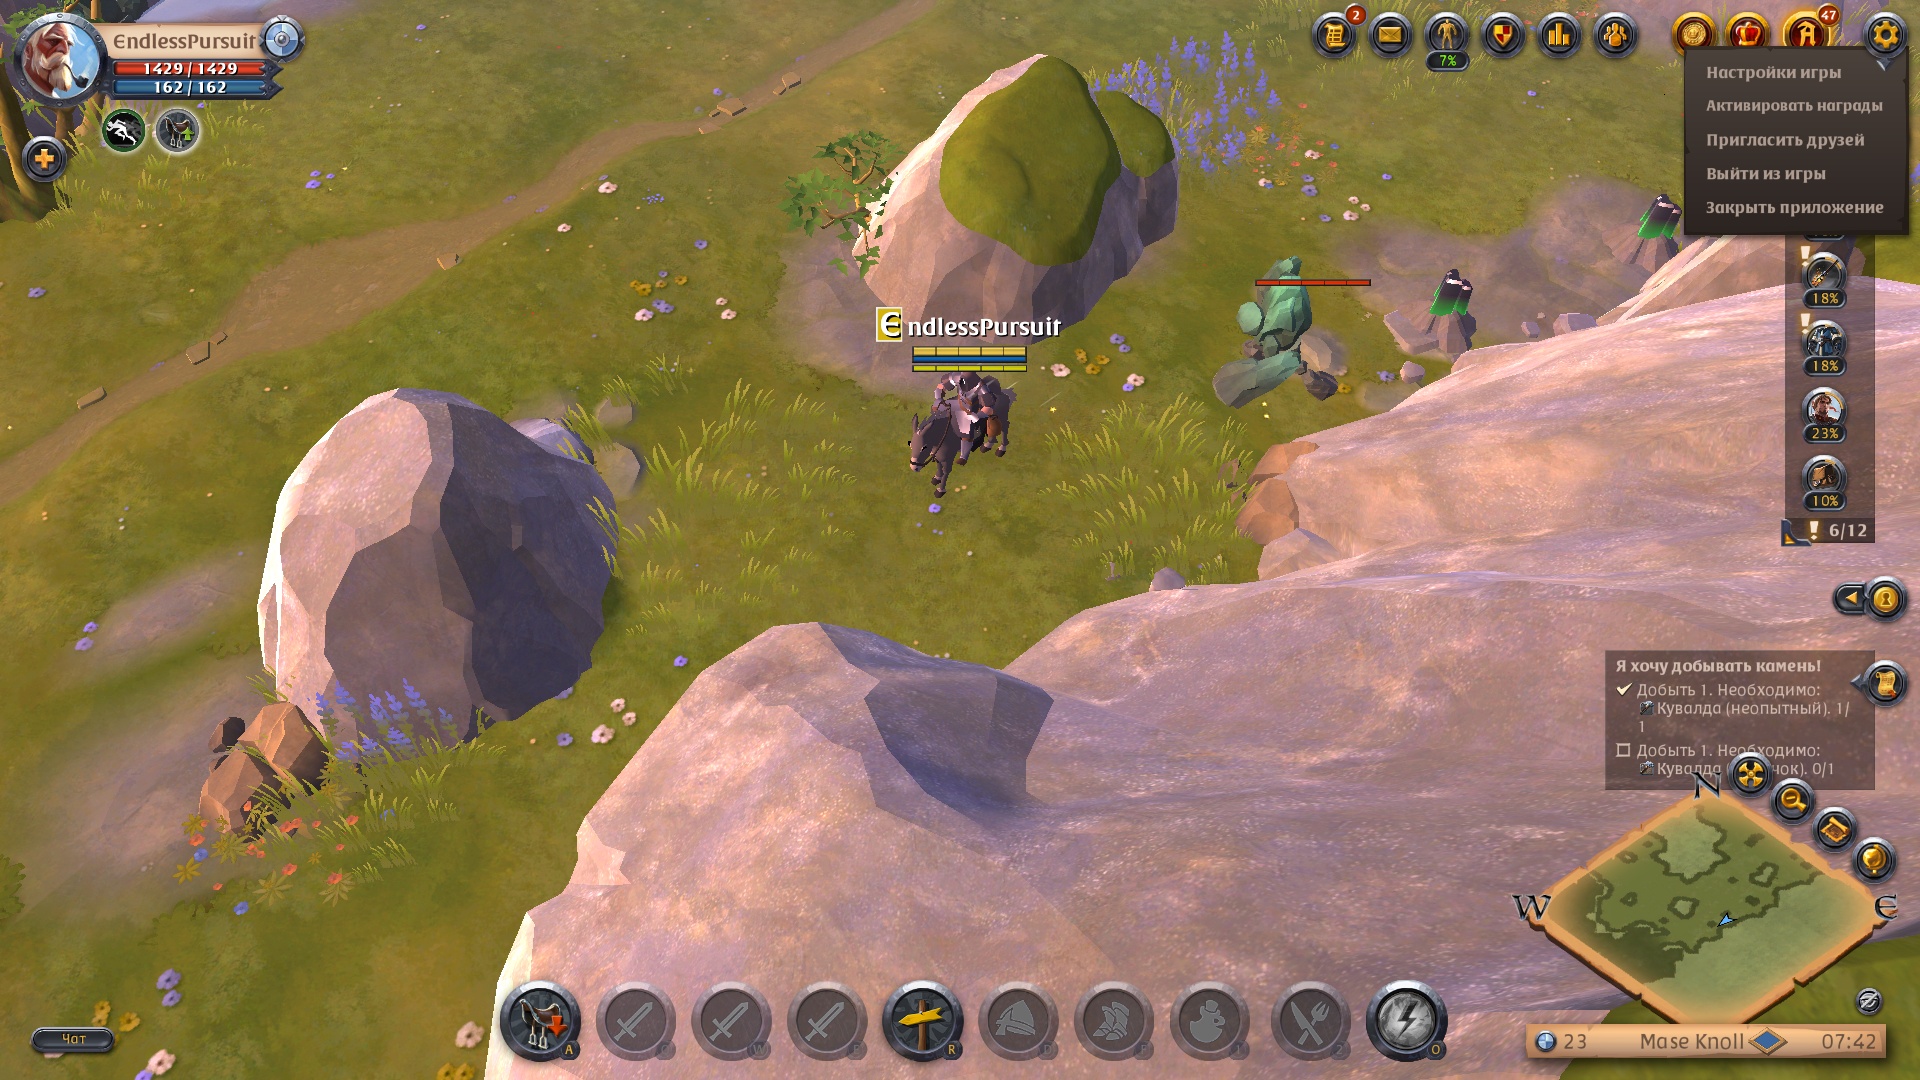 EndlessPursuit
1429 / 1429
162 / 162
2
7%
47
Настройки игры
Активировать награды
Пригласить друзей
Выйти из игры
Закрыть приложение
18%
18%
23%
10%
6/12
EndlessPursuit
Я хочу добывать камень!
Добыть 1. Необходимо:
Кувалда (неопытный). 1/
1
Добыть 1. Необходимо:
Кувалда 0/1
N
W
E
Чат
A
W
R
2
O
23
Mase Knoll
07:42